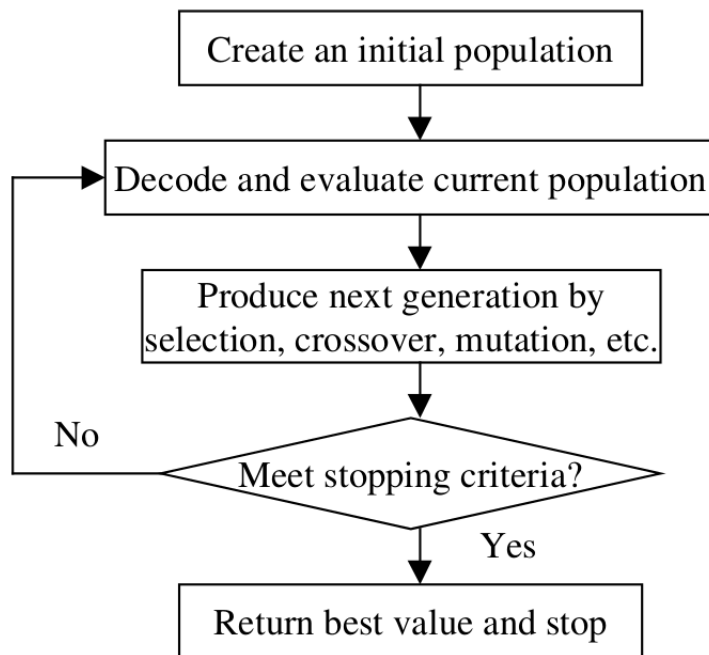 Create an initial population
Decode and evaluate current population
Produce next generation by
selection, crossover, mutation, etc.
No
Meet stopping criteria?
Yes
Return best value and stop